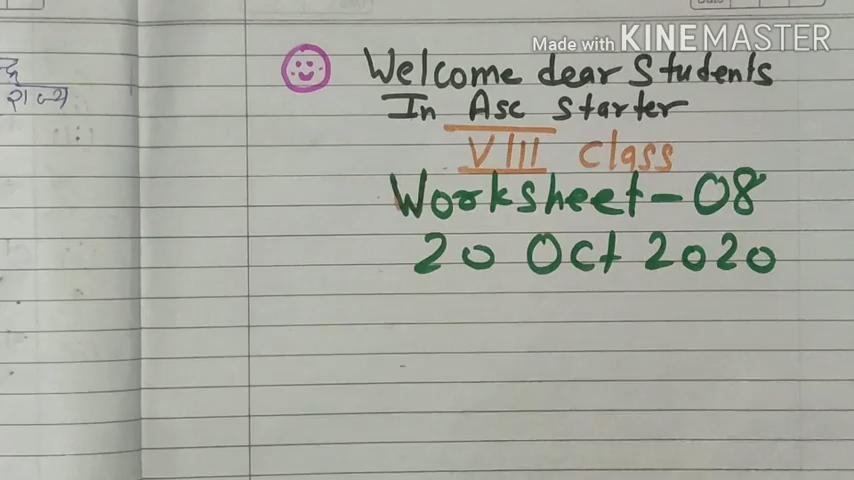 Made with KINEMASTER
Welcome dear Students
In Asc Starter
VIII Class
Worksheet-08
20 Oct 2020